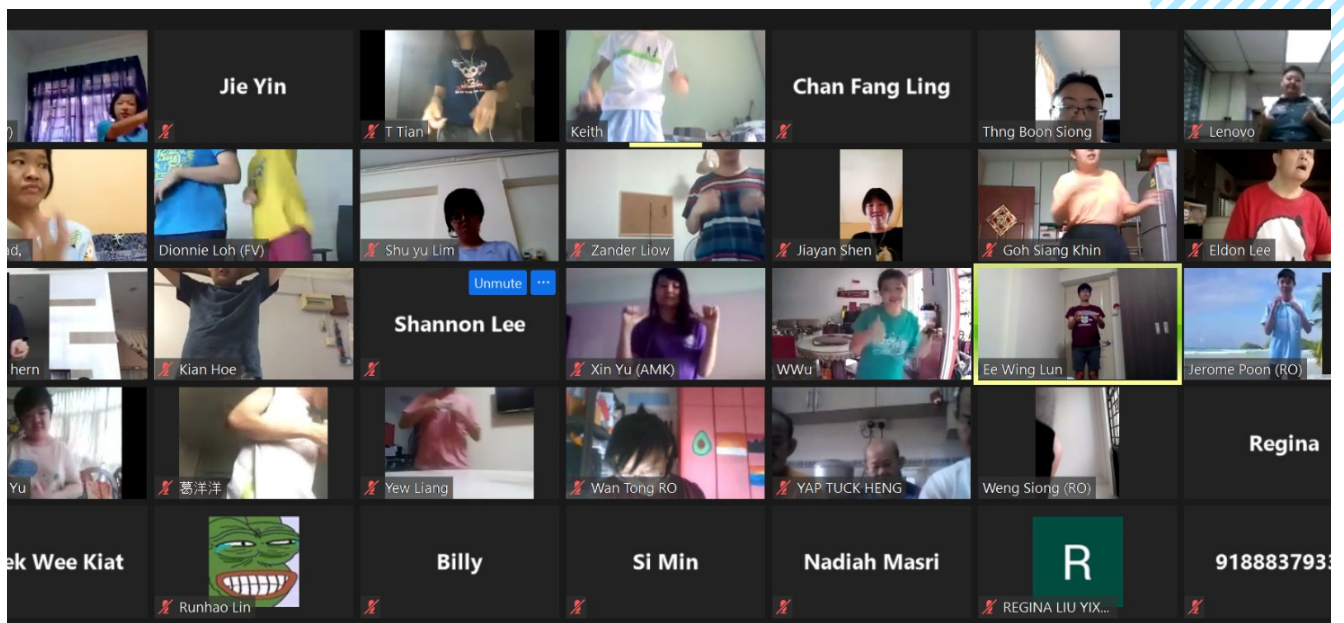 )
Jie Yin
T Tian
Keith
Chan Fang Ling
Thng Boon Siong
Lenovo
ad,
Dionnie Loh (FV)
Shu yu Lim
Zander Liow
Jiayan Shen
Goh Siang Khin
Eldon Lee
hern
Kian Hoe
Unmute ...
Shannon Lee
Xin Yu (AMK)
WWu
Ee Wing Lun
Jerome Poon (RO)
Yu
葛洋洋
Yew Liang
Wan Tong RO
YAP TUCK HENG
Weng Siong (RO)
Regina
ek Wee Kiat
Runhao Lin
Billy
Si Min
Nadiah Masri
R
REGINA LIU YIX...
918883793